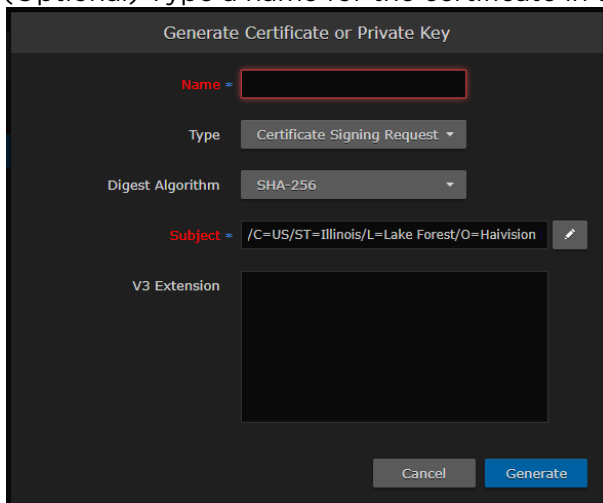 Generate Certificate or Private Key
Name *
Type Certificate Signing Request
Digest Algorithm SHA-256
Subject * /C=US/ST=Illinois/L=Lake Forest/O=Haivision
V3 Extension
Cancel Generate